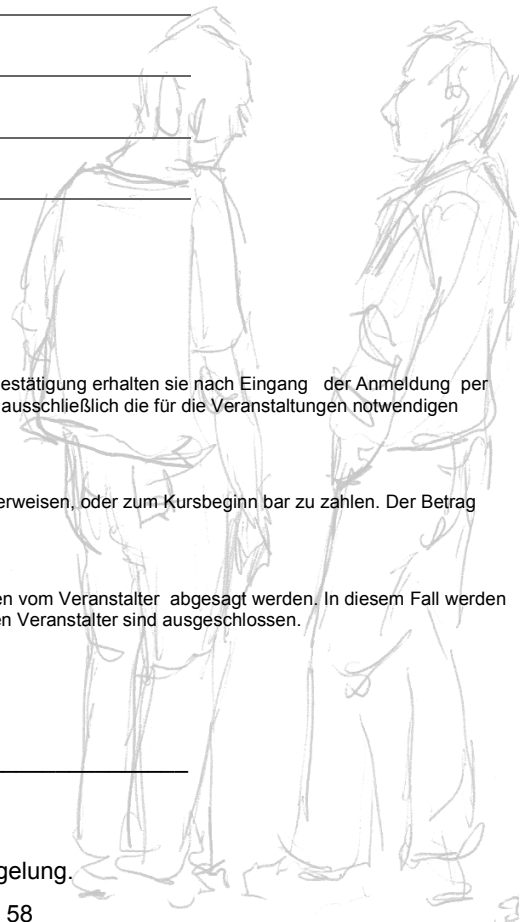 estätigung erhalten sie nach Eingang der Anmeldung per
ausschließlich die für die Veranstaltungen notwendigen
erweisen, oder zum Kursbeginn bar zu zahlen. Der Betrag
en vom Veranstalter abgesagt werden. In diesem Fall werden
en Veranstalter sind ausgeschlossen.
gelung.
58